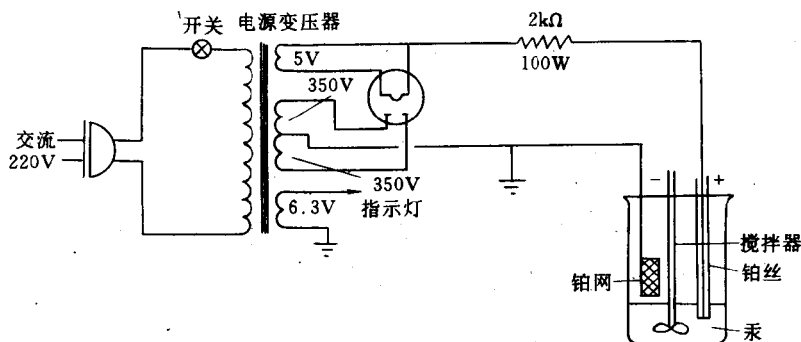 开关 电源变压器
2kΩ
100W
5V
350V
交流
220V
350V
6.3V
指示灯
− +
搅拌器
铂网
铂丝
汞